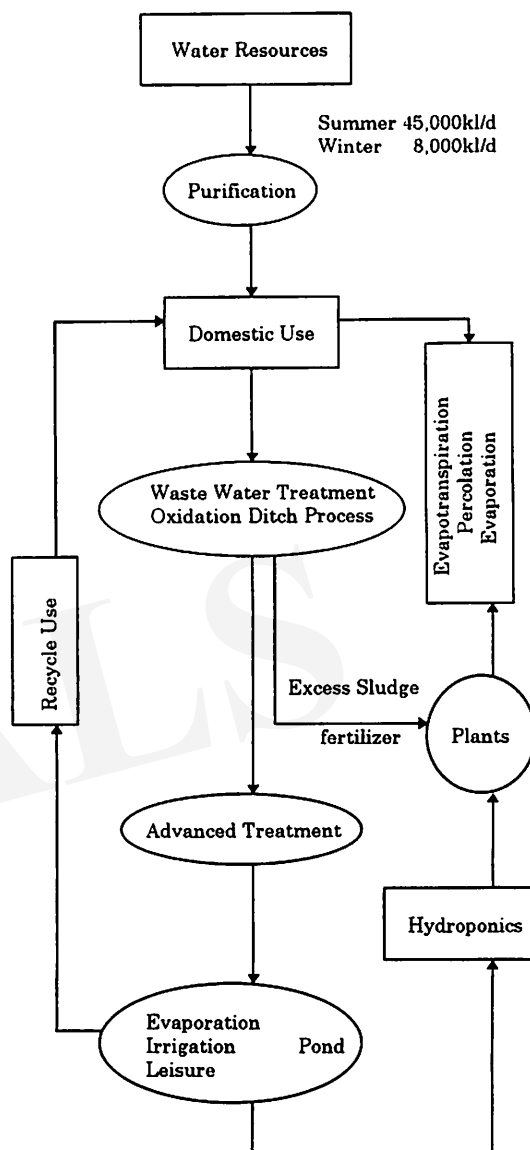 Water Resources
Summer 45,000kl/d
Winter 8,000kl/d
Purification
Domestic Use
Evapotranspiration
Percolation
Evaporation
Waste Water Treatment
Oxidation Ditch Process
Recycle Use
Excess Sludge
fertilizer
Plants
Advanced Treatment
Hydroponics
Evaporation
Irrigation Pond
Leisure
ALS